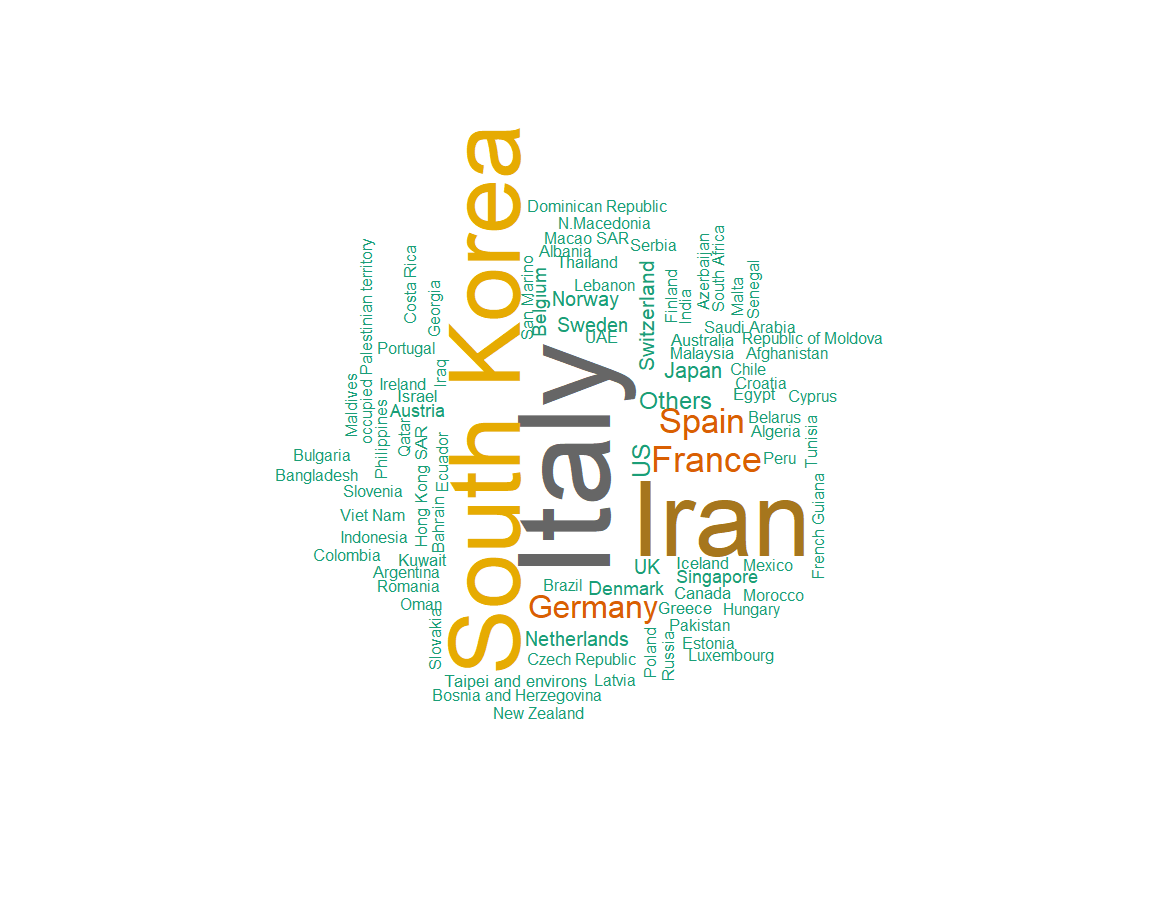 South Korea
Italy
Iran
Dominican Republic
N.Macedonia
Macao SAR
Serbia
Albania
Thailand
San Marino
Belgium
Lebanon
Norway
Sweden
UAE
Switzerland
Finland
India
Azerbaijan
South Africa
Malta
Senegal
Saudi Arabia
Australia
Republic of Moldova
Malaysia
Afghanistan
Japan
Chile
Croatia
Others
Egypt
Cyprus
Spain
Belarus
Algeria
Tunisia
US
France
Peru
French Guiana
occupied Palestinian territory
Costa Rica
Georgia
Portugal
Iraq
Maldives
Ireland
Israel
Philippines
Austria
Qatar
Hong Kong SAR
Ecuador
Bulgaria
Bangladesh
Slovenia
Viet Nam
Bahrain
Indonesia
Colombia
Kuwait
Argentina
Romania
Oman
Slovakia
UK
Iceland
Mexico
Singapore
Brazil
Denmark
Canada
Morocco
Germany
Greece
Hungary
Pakistan
Netherlands
Poland
Russia
Estonia
Czech Republic
Luxembourg
Taipei and environs
Latvia
Bosnia and Herzegovina
New Zealand